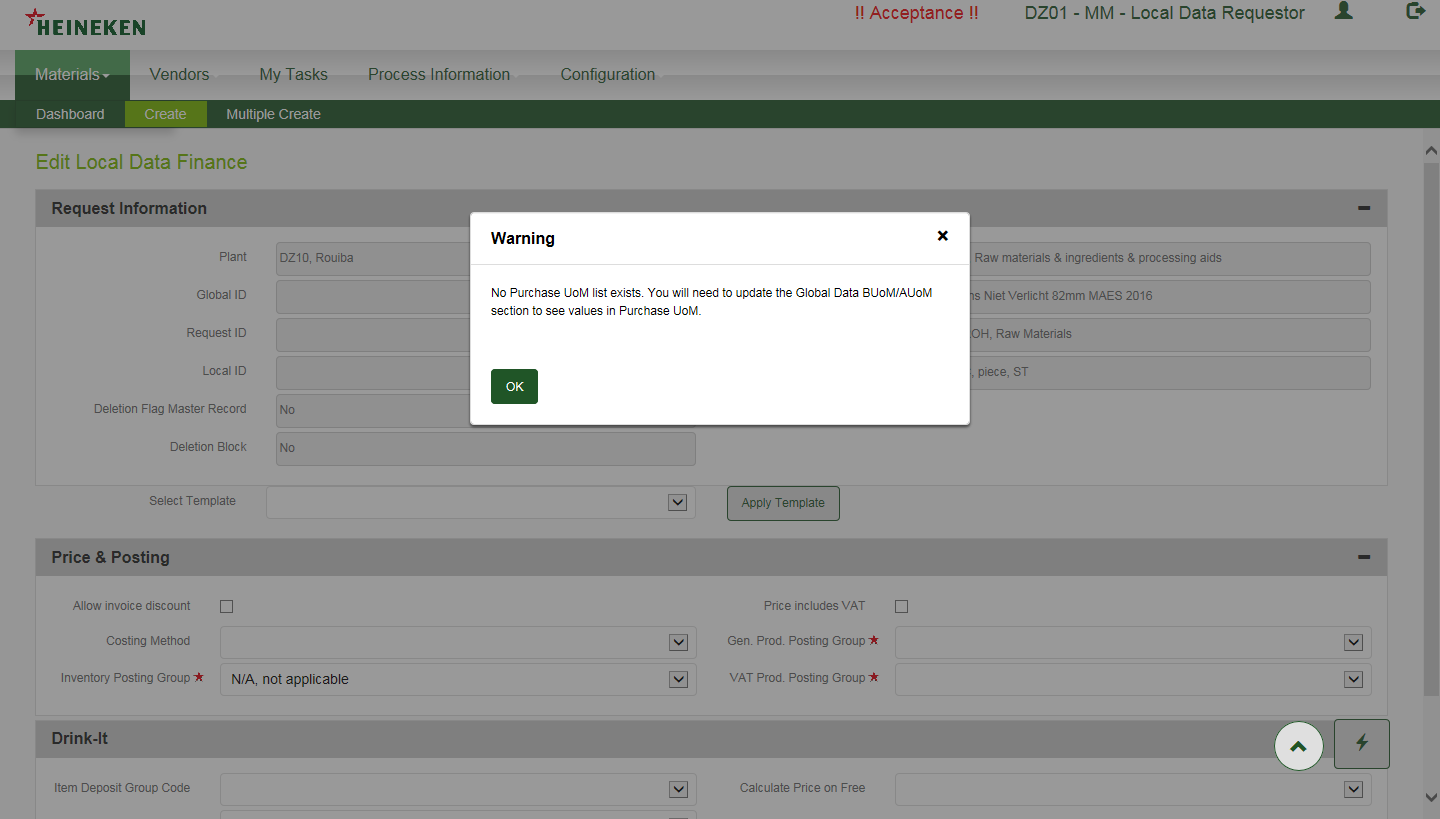 HEINEKEN
!! Acceptance !!
DZ01 - MM - Local Data Requestor
Materials
Vendors
My Tasks
Process Information
Configuration
Dashboard
Create
Multiple Create
Edit Local Data Finance
Request Information
Plant
DZ10, Rouiba
Raw materials & ingredients & processing aids
Global ID
Niet Verlicht 82mm MAES 2016
Request ID
Raw Materials
Local ID
piece, ST
Deletion Flag Master Record
No
Deletion Block
No
Warning
No Purchase UoM list exists. You will need to update the Global Data BUoM/AUoM
section to see values in Purchase UoM.
OK
Select Template
Apply Template
Price & Posting
Allow invoice discount
Price includes VAT
Costing Method
Gen. Prod. Posting Group
Inventory Posting Group
N/A, not applicable
VAT Prod. Posting Group
Drink-It
Item Deposit Group Code
Calculate Price on Free